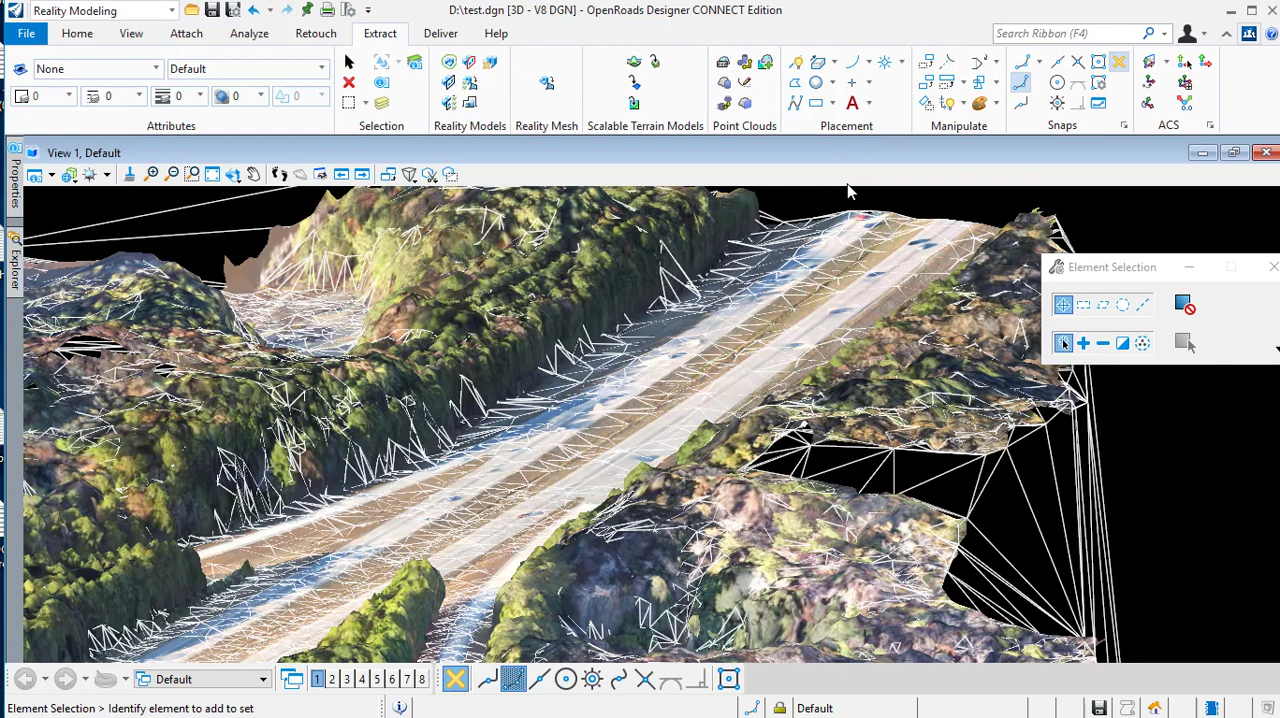 Reality Modeling
D:\test.dgn [3D - V8 DGN] - OpenRoads Designer CONNECT Edition
File Home View Attach Analyze Retouch Extract Deliver Help Search Ribbon (F4)
None Default
0 0 0 0 0
Attributes Selection Reality Models Reality Mesh Scalable Terrain Models Point Clouds Placement Manipulate Snaps ACS
View 1, Default
Properties
Explorer
Element Selection
Default 1 2 3 4 5 6 7 8
Element Selection > Identify element to add to set Default